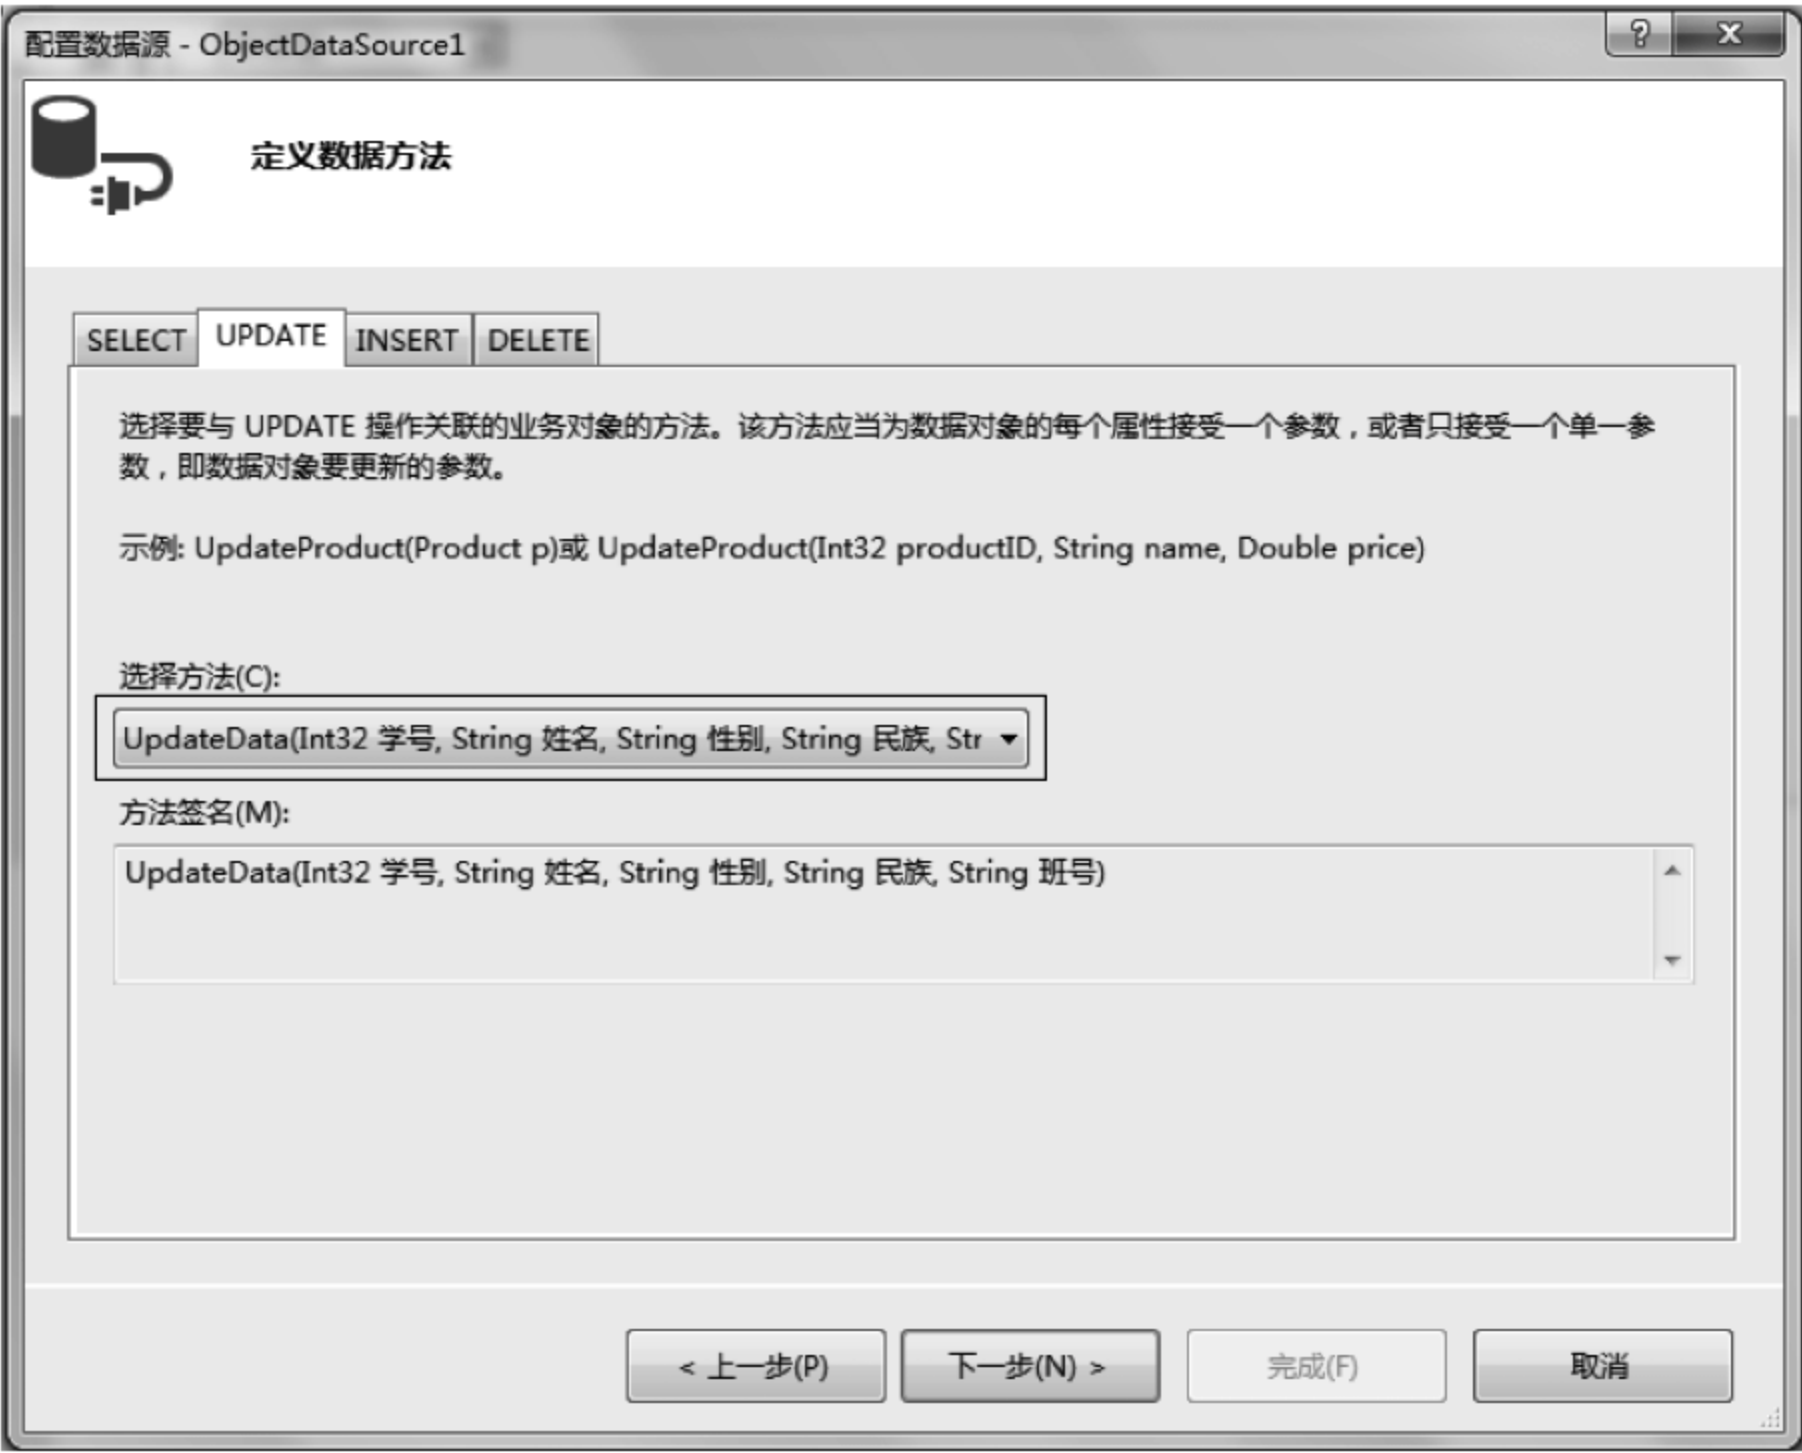 配置数据源 - ObjectDataSource1
定义数据方法
SELECT UPDATE INSERT DELETE
选择要与 UPDATE 操作关联的业务对象的方法。该方法应当为数据对象的每个属性接受一个参数，或者只接受一个单一参
数，即数据对象要更新的参数。
示例: UpdateProduct(Product p)或 UpdateProduct(Int32 productID, String name, Double price)
选择方法(C):
UpdateData(Int32 学号, String 姓名, String 性别, String 民族, Str
方法签名(M):
UpdateData(Int32 学号, String 姓名, String 性别, String 民族, String 班号)
< 上一步(P) 下一步(N) > 完成(F) 取消